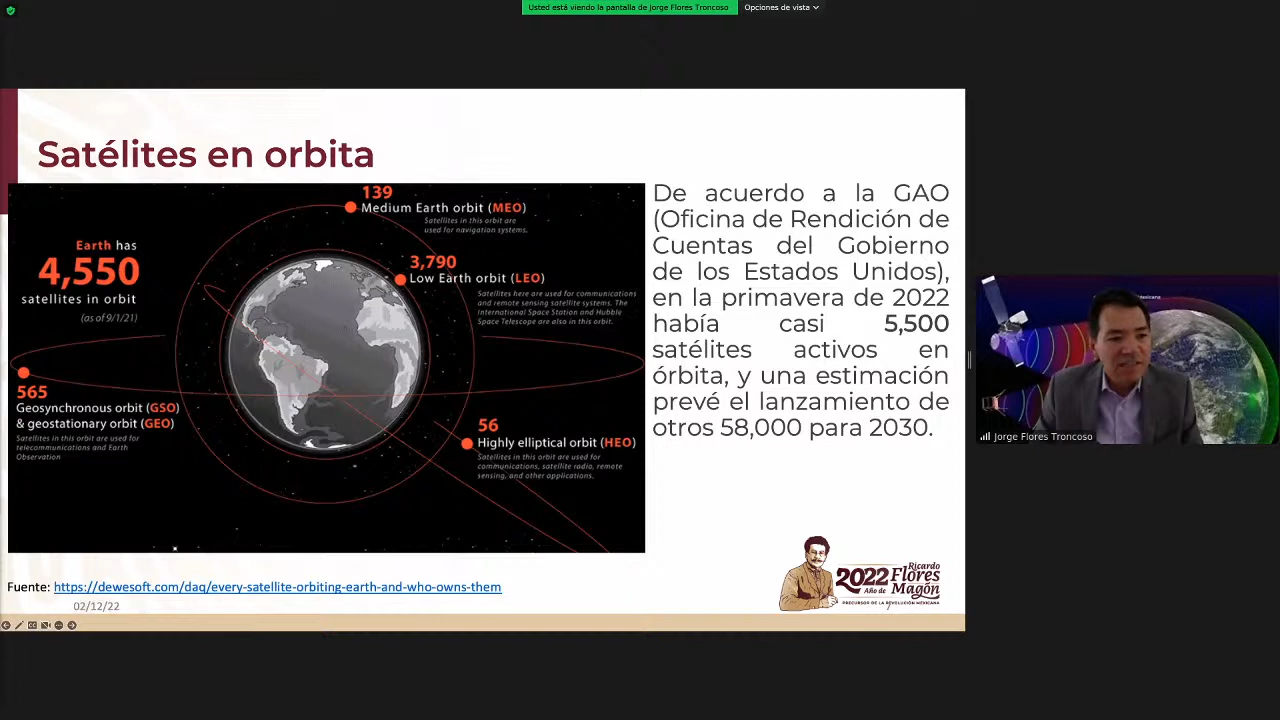 Usted está viendo la pantalla de Jorge Flores Troncoso
Opciones de vista
Satélites en orbita
139
Medium Earth orbit (MEO)
Satellites in this orbit are
used for navigation systems.
Earth has
4,550
satellites in orbit
(as of 9/1/21)
3,790
Low Earth orbit (LEO)
Satellites here are used for communications
and remote sensing satellite systems. The
International Space Station and Hubble
Space Telescope are also in this orbit.
565
Geosynchronous orbit (GSO)
& geostationary orbit (GEO)
Satellites in this orbit are used for
telecommunications and Earth
Observation
56
Highly elliptical orbit (HEO)
Satellites in this orbit are used for
communications, satellite radio, remote
sensing, and other applications.
De acuerdo a la GAO
(Oficina de Rendición de
Cuentas del Gobierno
de los Estados Unidos),
en la primavera de 2022
había casi 5,500
satélites activos en
órbita, y una estimación
prevé el lanzamiento de
otros 58,000 para 2030.
Jorge Flores Troncoso
Fuente: https://dewesoft.com/daq/every-satellite-orbiting-earth-and-who-owns-them
02/12/22
2022
Año de
Ricardo
Flores
Magón
PRECURSOR DE LA REVOLUCIÓN MEXICANA